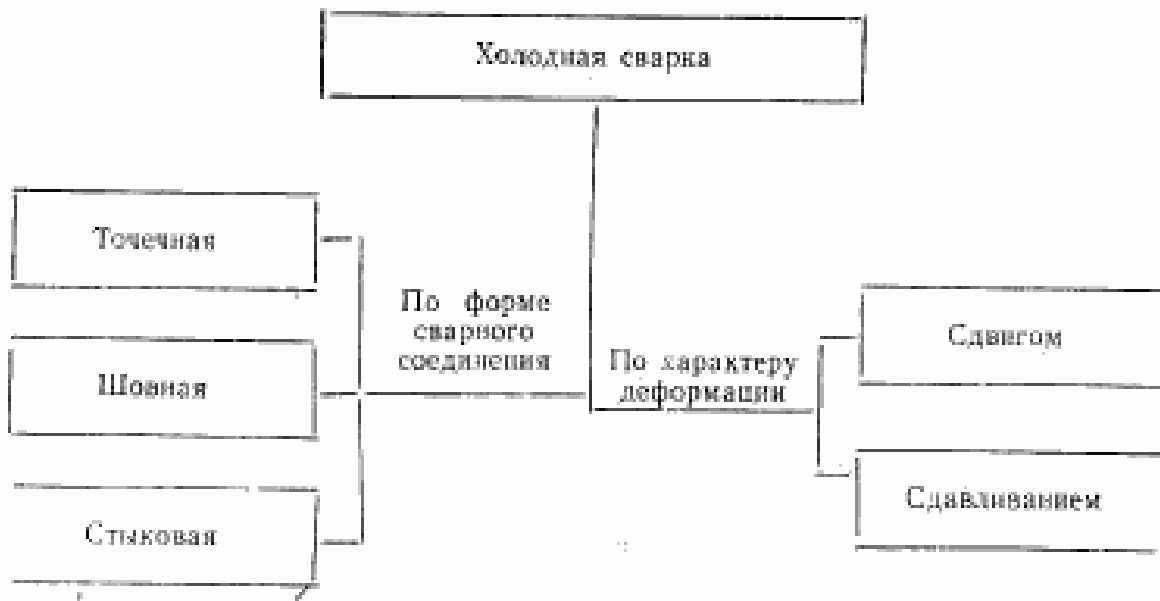 Холодная сварка
Точечная
Шовная
Стыковая
По форме
сварного
соединения
По характеру
деформации
Сдвигом
Сдавливанием